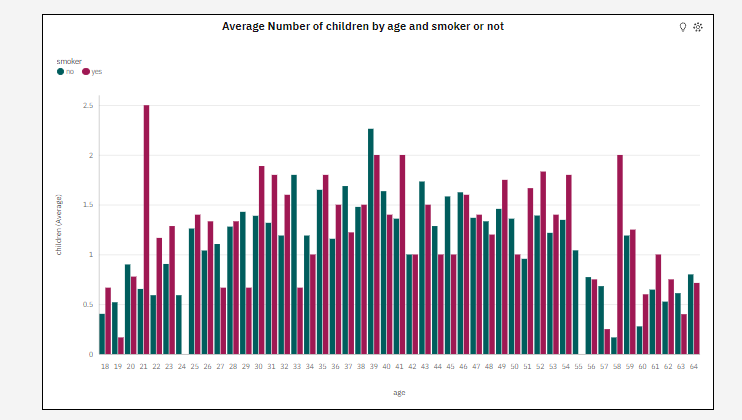 Average Number of children by age and smoker or not
smoker
no yes
2.5
2
1.5
1
0.5
0
children (Average)
18 19 20 21 22 23 24 25 26 27 28 29 30 31 32 33 34 35 36 37 38 39 40 41 42 43 44 45 46 47 48 49 50 51 52 53 54 55 56 57 58 59 60 61 62 63 64
age